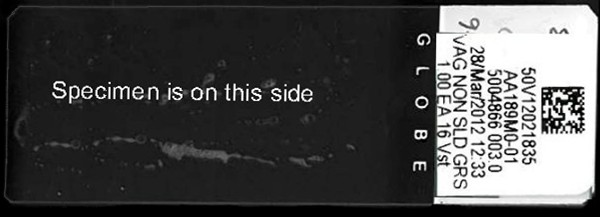 Specimen is on this side
GLOBE
50V12021835
AA189M0-01
5004866 003.0
28/Mar/2012 12:33
VAG NON SLD GRS
1.00 EA 16 Vst